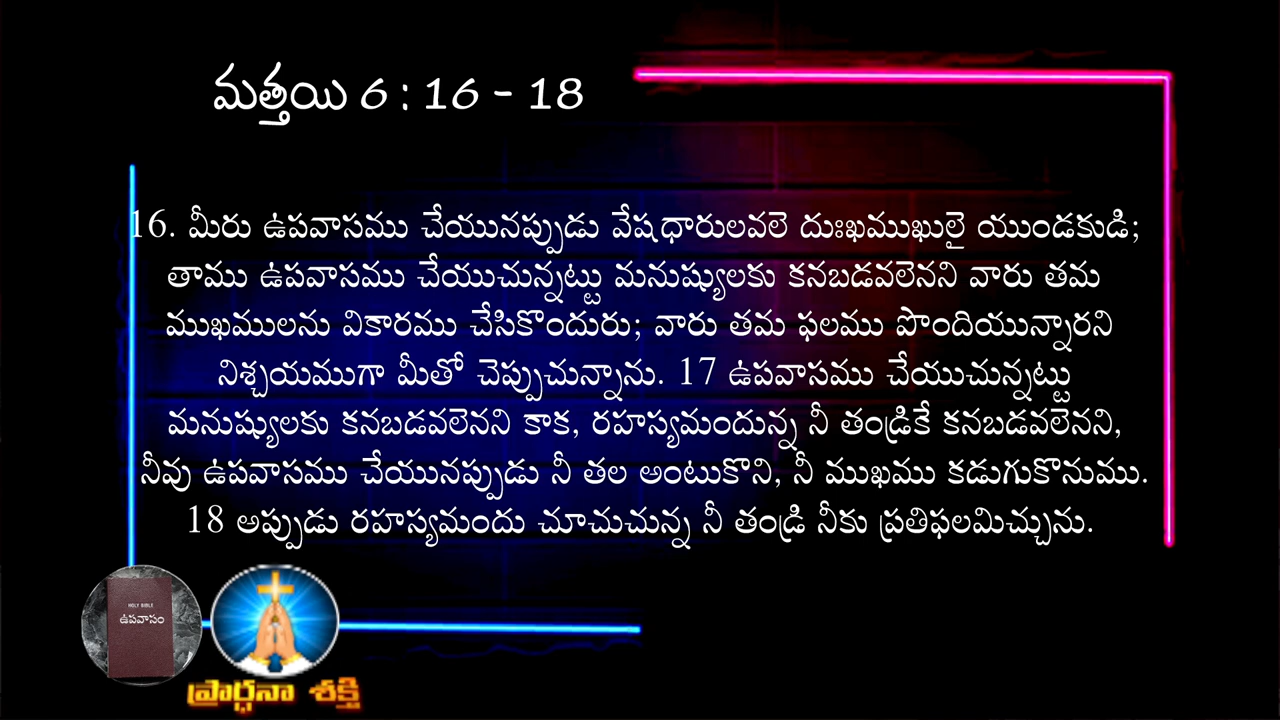 మత్తయి 6 : 16 - 18
16. మీరు ఉపవాసము చేయునప్పుడు వేషధారులవలె దుఃఖముఖులై యుండకుడి;
తాము ఉపవాసము చేయుచున్నట్టు మనుష్యులకు కనబడవలెనని వారు తమ
ముఖములను వికారము చేసికొందురు; వారు తమ ఫలము పొందియున్నారని
నిశ్చయముగా మీతో చెప్పుచున్నాను. 17 ఉపవాసము చేయుచున్నట్టు
మనుష్యులకు కనబడవలెనని కాక, రహస్యమందున్న నీ తండ్రికే కనబడవలెనని,
నీవు ఉపవాసము చేయునప్పుడు నీ తల అంటుకొని, నీ ముఖము కడుగుకొనుము.
18 అప్పుడు రహస్యమందు చూచుచున్న నీ తండ్రి నీకు ప్రతిఫలమిచ్చును.
HOLY BIBLE
ఉపవాసం
ప్రార్థనా శక్తి